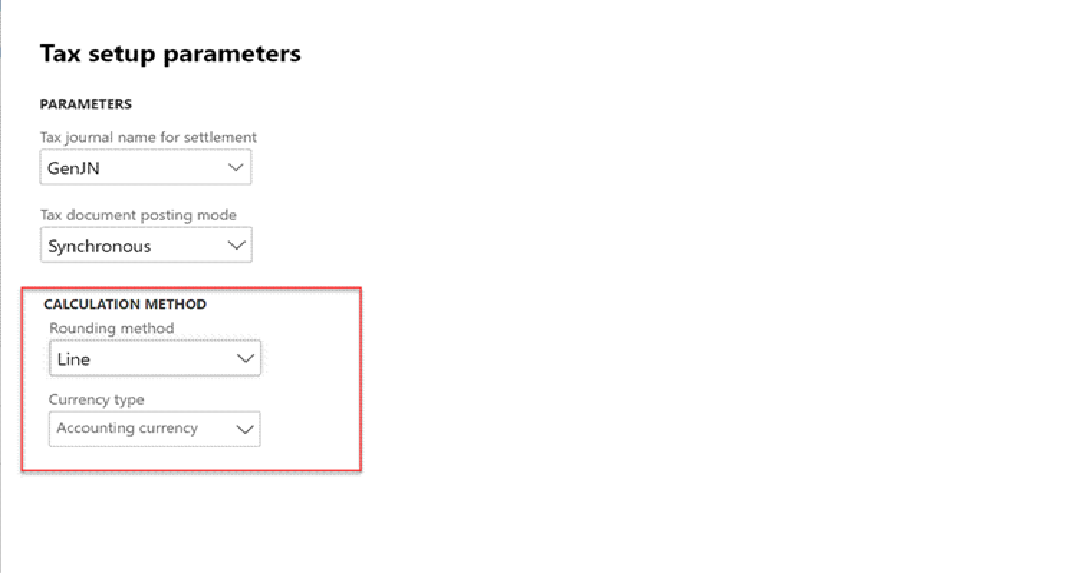 Tax setup parameters
PARAMETERS
Tax journal name for settlement
GenJN
Tax document posting mode
Synchronous
CALCULATION METHOD
Rounding method
Line
Currency type
Accounting currency